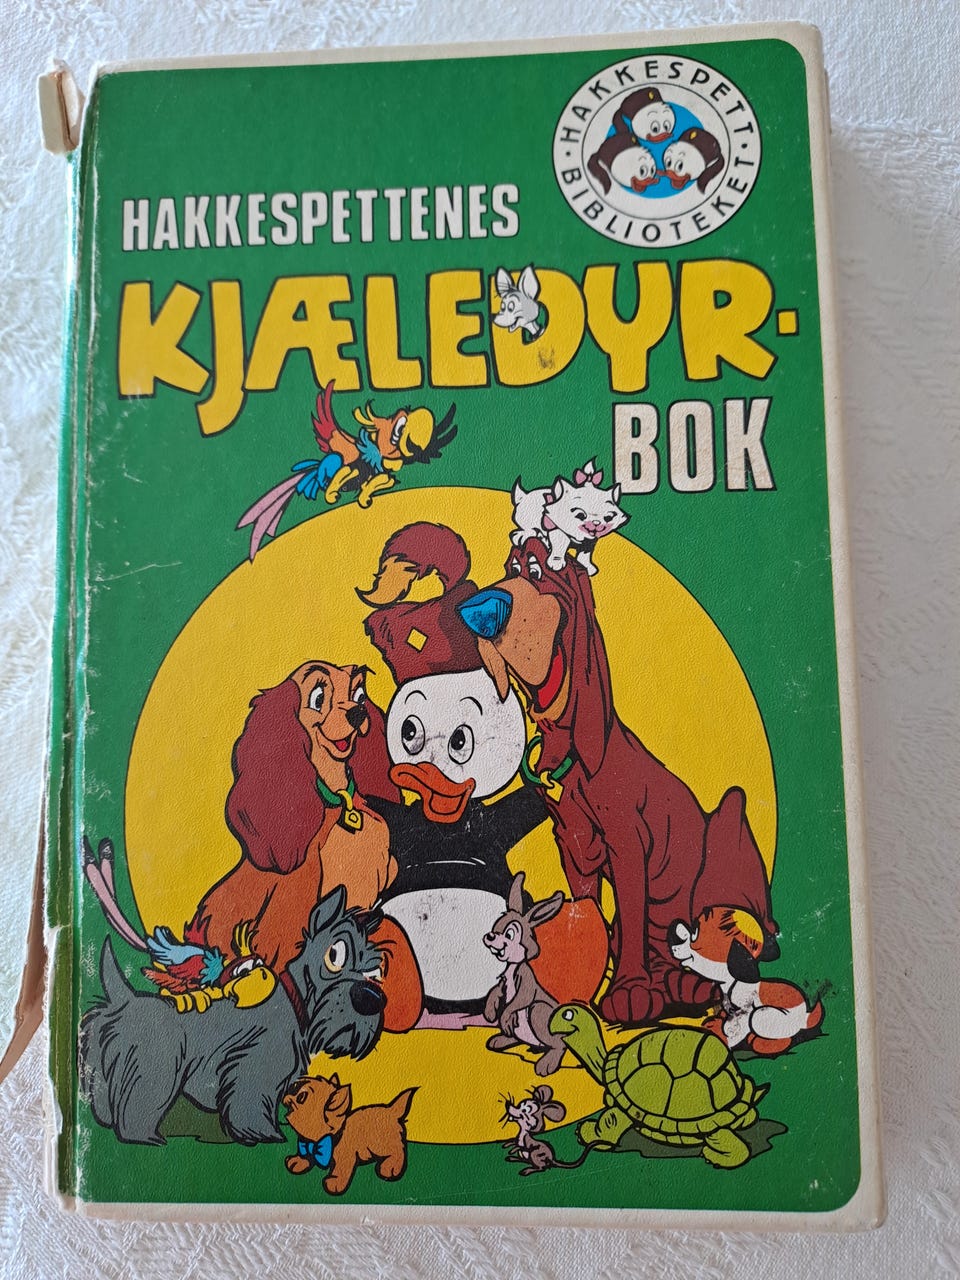 HAKKESPETT
BIBLIOTEKET
HAKKESPETTENES
KJÆLEDYR-
BOK